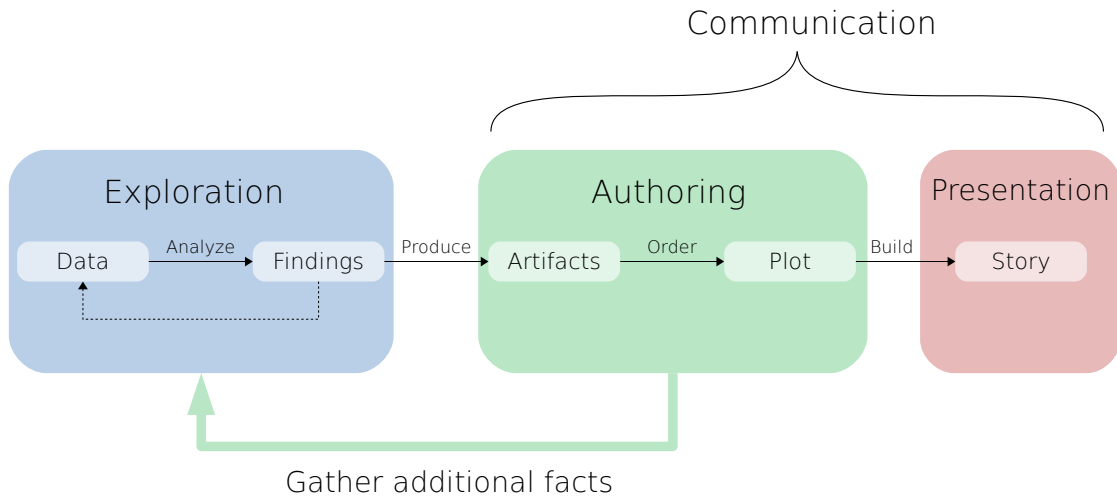 Communication
Exploration
Authoring
Presentation
Data
Analyze
Findings
Produce
Artifacts
Order
Plot
Build
Story
Gather additional facts